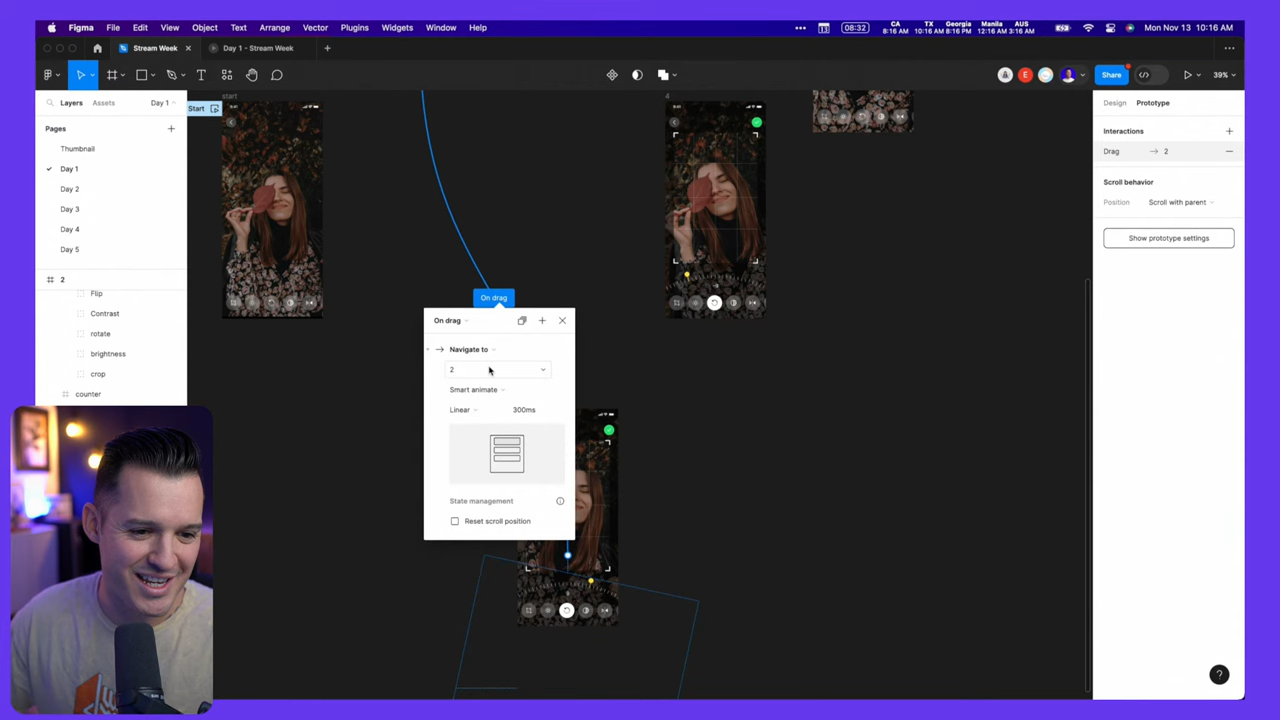 Figma File Edit View Object Text Arrange Vector Plugins Widgets Window Help
CA TX Georgia Manila AUS
13 08:32 8:16 AM 10:16 AM 8:16 PM 12:16 AM 3:16 AM Mon Nov 13 10:16 AM
Stream Week Day 1 - Stream Week
E Share 39%
Layers Assets Day 1
Pages
Thumbnail
Day 1
Day 2
Day 3
Day 4
Day 5
2
Flip
Contrast
rotate
brightness
crop
counter
Start
start
4
On drag
On drag
Navigate to
2
Smart animate
Linear 300ms
State management
Reset scroll position
Design Prototype
Interactions
Drag 2
Scroll behavior
Position Scroll with parent
Show prototype settings
?